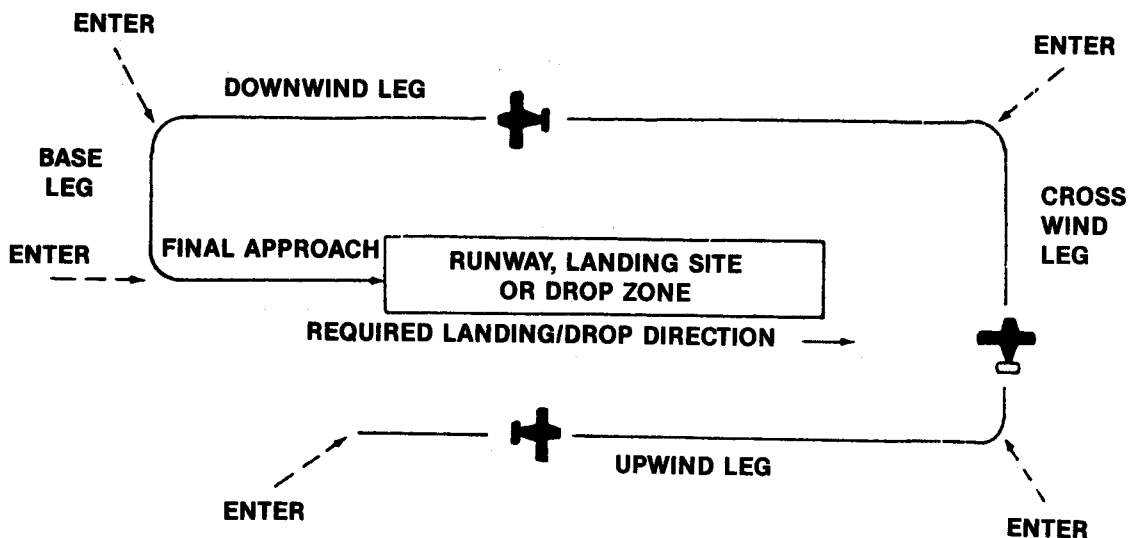 ENTER
ENTER
DOWNWIND LEG
BASE
LEG
CROSS
WIND
LEG
ENTER
FINAL APPROACH
RUNWAY, LANDING SITE
OR DROP ZONE
REQUIRED LANDING/DROP DIRECTION
UPWIND LEG
ENTER
ENTER